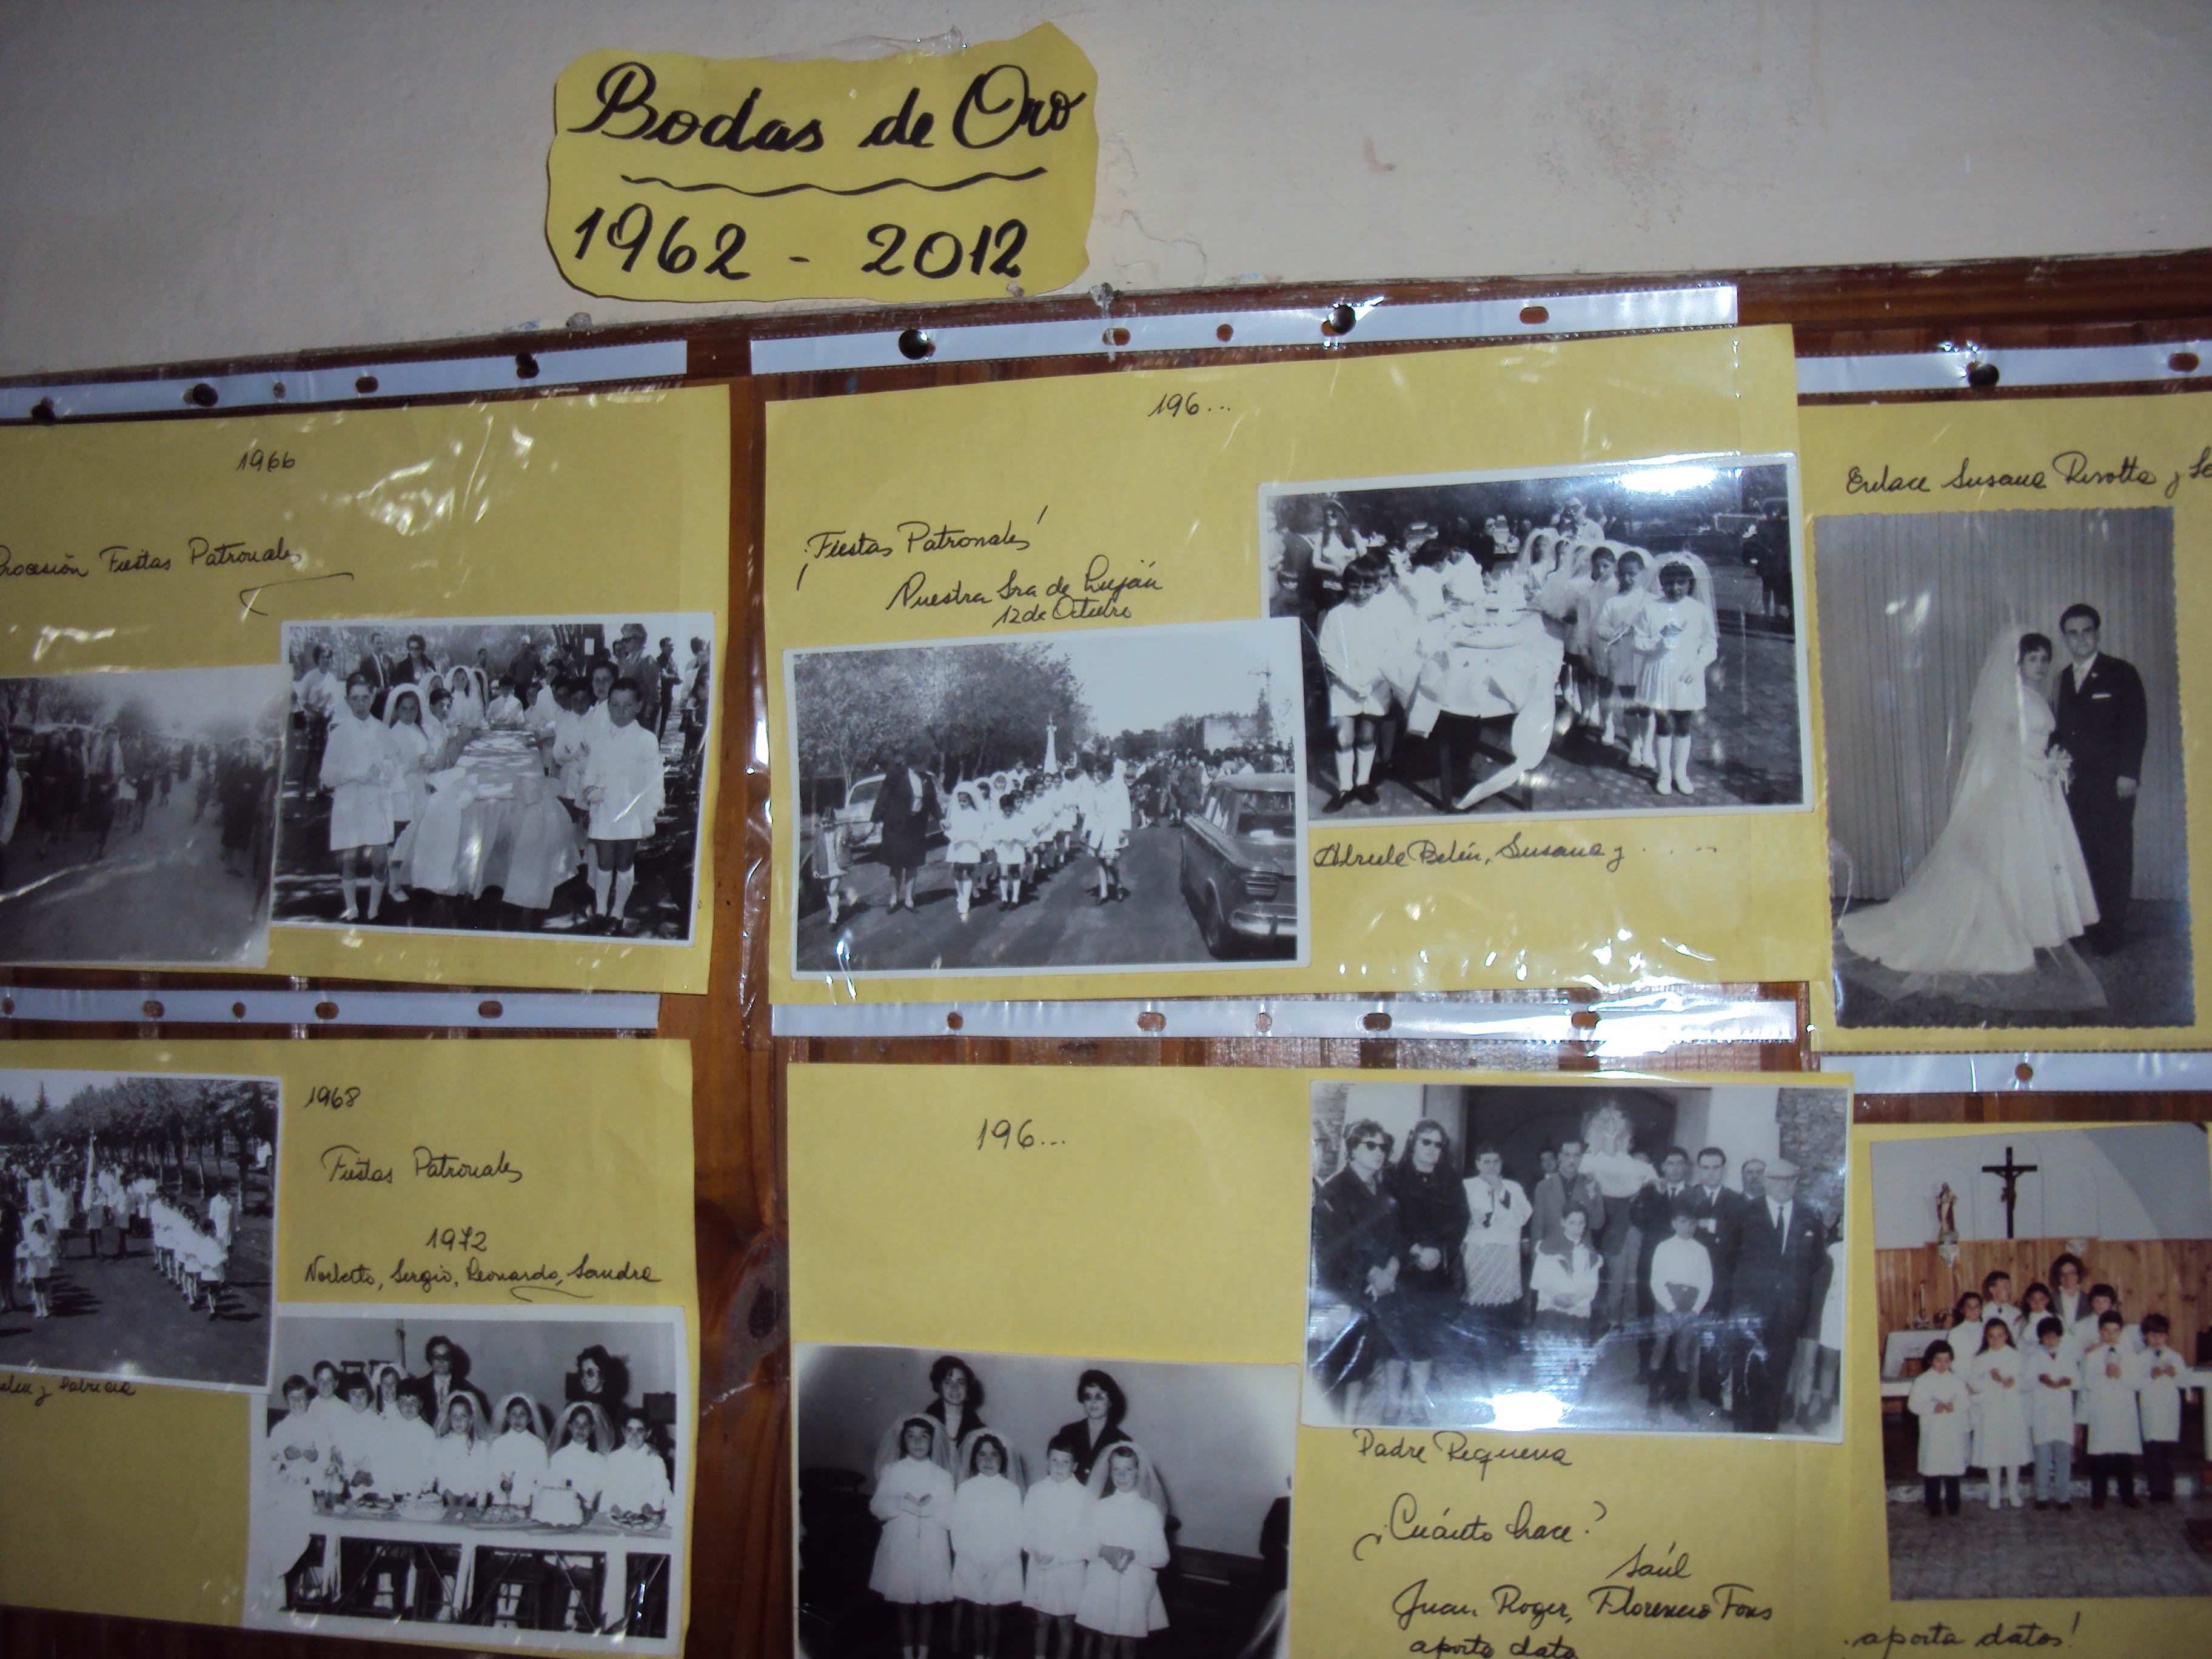 Bodas de Oro
1962 - 2012
1966
Procesión Fiestas Patronales
196...
¡Fiestas Patronales!
Nuestra Sra de Luján
12 de Octubre
Belén, Susana y . . ..
Enlace Susana y Se
1968
Fiestas Patronales
1972
Norberto, Sergio, Leonardo, Sandra
y Patricia
196...
Padre Requena
¿Cuánto hace?
Saúl
Juan Roger, Florencio Fons
aporta dato
aporta datos!